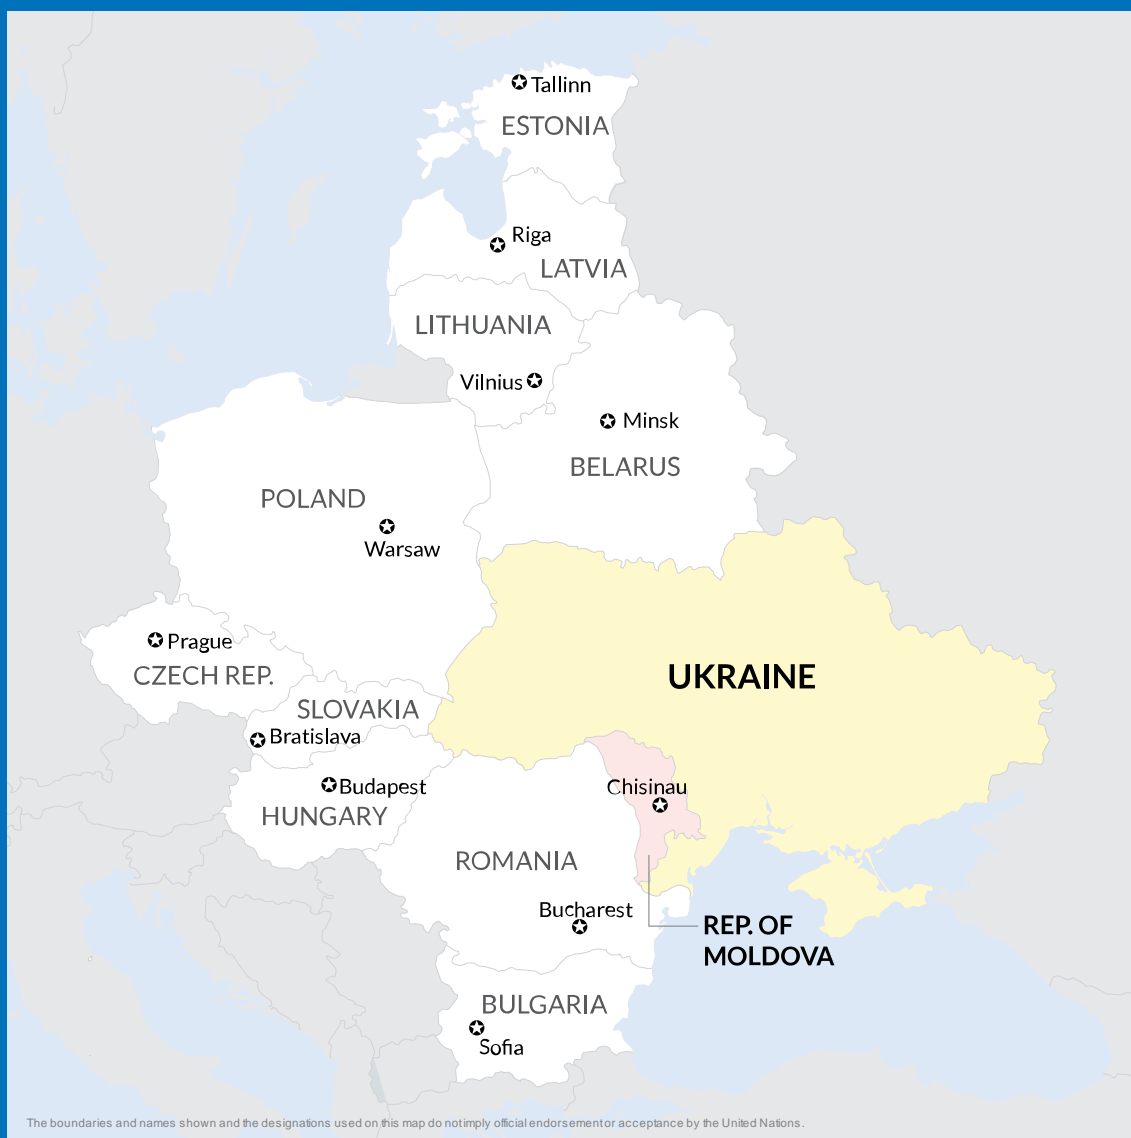 Tallinn
ESTONIA
Riga
LATVIA
LITHUANIA
Vilnius
Minsk
BELARUS
POLAND
Warsaw
Prague
CZECH REP.
UKRAINE
SLOVAKIA
Bratislava
Budapest
HUNGARY
Chisinau
ROMANIA
Bucharest
REP. OF
MOLDOVA
BULGARIA
Sofia
The boundaries and names shown and the designations used on this map do not imply official endorsement or acceptance by the United Nations.